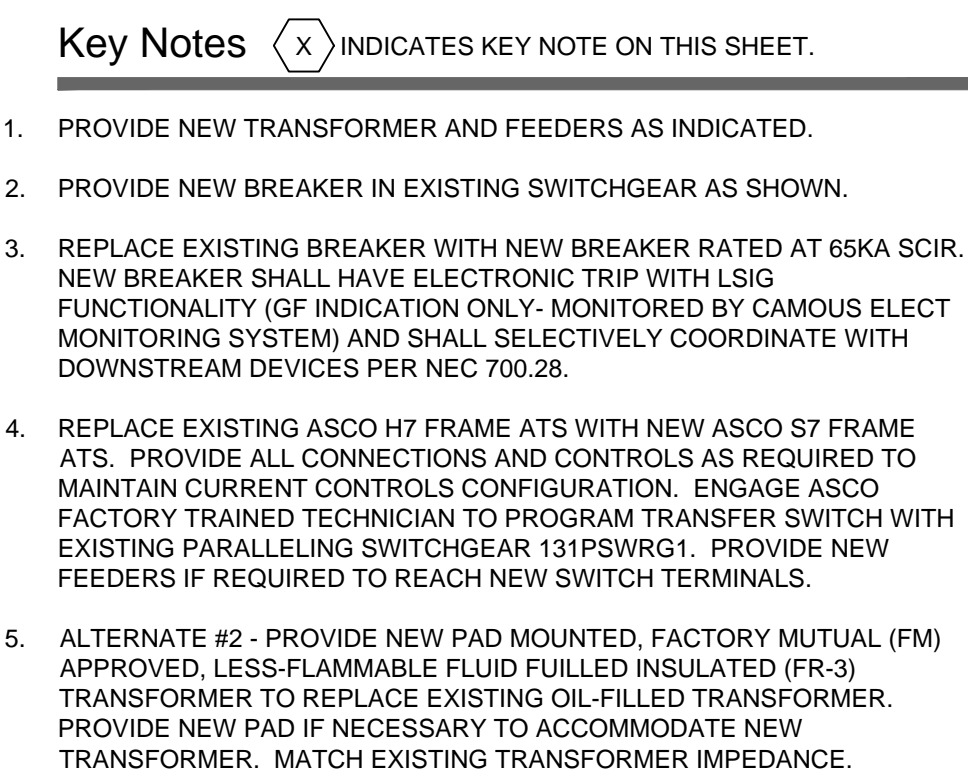 Key Notes X INDICATES KEY NOTE ON THIS SHEET.
1. PROVIDE NEW TRANSFORMER AND FEEDERS AS INDICATED.
2. PROVIDE NEW BREAKER IN EXISTING SWITCHGEAR AS SHOWN.
3. REPLACE EXISTING BREAKER WITH NEW BREAKER RATED AT 65KA SCIR.
NEW BREAKER SHALL HAVE ELECTRONIC TRIP WITH LSIG
FUNCTIONALITY (GF INDICATION ONLY- MONITORED BY CAMOUS ELECT
MONITORING SYSTEM) AND SHALL SELECTIVELY COORDINATE WITH
DOWNSTREAM DEVICES PER NEC 700.28.
4. REPLACE EXISTING ASCO H7 FRAME ATS WITH NEW ASCO S7 FRAME
ATS. PROVIDE ALL CONNECTIONS AND CONTROLS AS REQUIRED TO
MAINTAIN CURRENT CONTROLS CONFIGURATION. ENGAGE ASCO
FACTORY TRAINED TECHNICIAN TO PROGRAM TRANSFER SWITCH WITH
EXISTING PARALLELING SWITCHGEAR 131PSWRG1. PROVIDE NEW
FEEDERS IF REQUIRED TO REACH NEW SWITCH TERMINALS.
5. ALTERNATE #2 - PROVIDE NEW PAD MOUNTED, FACTORY MUTUAL (FM)
APPROVED, LESS-FLAMMABLE FLUID FUILLED INSULATED (FR-3)
TRANSFORMER TO REPLACE EXISTING OIL-FILLED TRANSFORMER.
PROVIDE NEW PAD IF NECESSARY TO ACCOMMODATE NEW
TRANSFORMER. MATCH EXISTING TRANSFORMER IMPEDANCE.